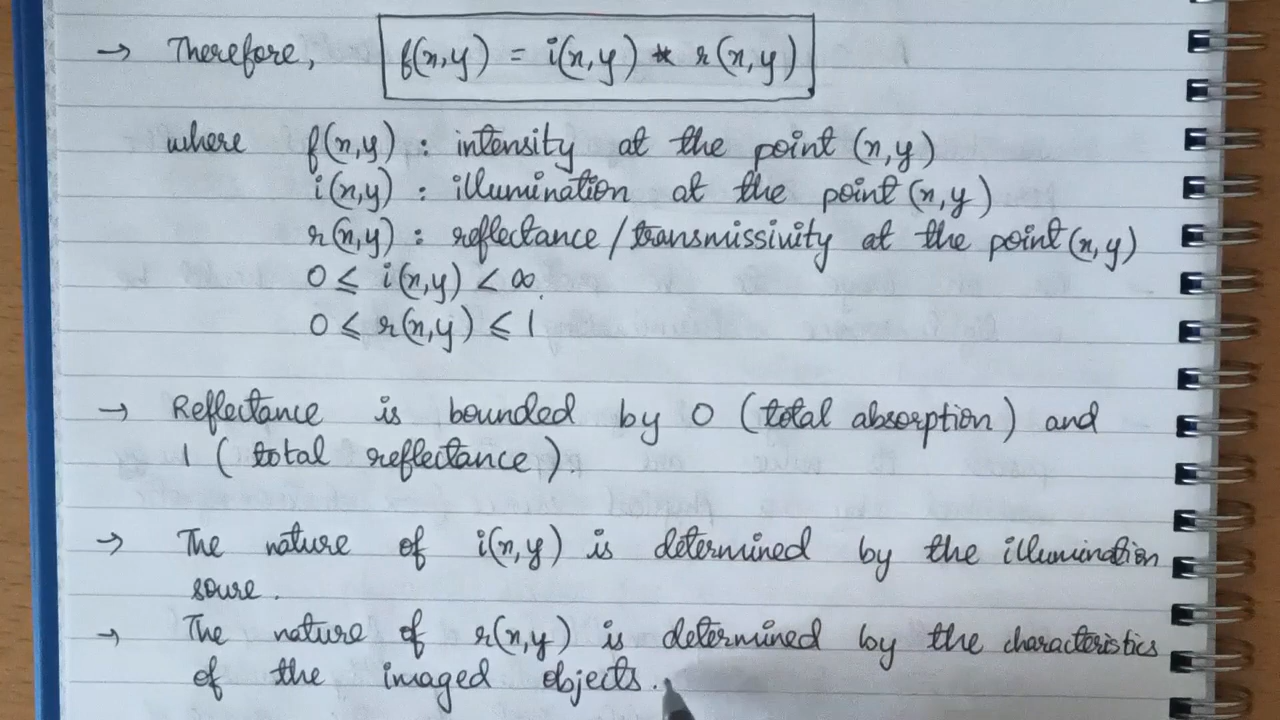 → Therefore, f(x,y) = i(x,y) * r(x,y)
where f(x,y) : intensity at the point (x,y)
i(x,y) : illumination at the point (x,y)
r(x,y) : reflectance/transmissivity at the point (x,y)
0 ≤ i(x,y) < ∞.
0 ≤ r(x,y) ≤ 1
→ Reflectance is bounded by 0 (total absorption) and
1 (total reflectance).
→ The nature of i(x,y) is determined by the illumination
soure.
→ The nature of r(x,y) is determined by the characteristics
of the imaged objects.